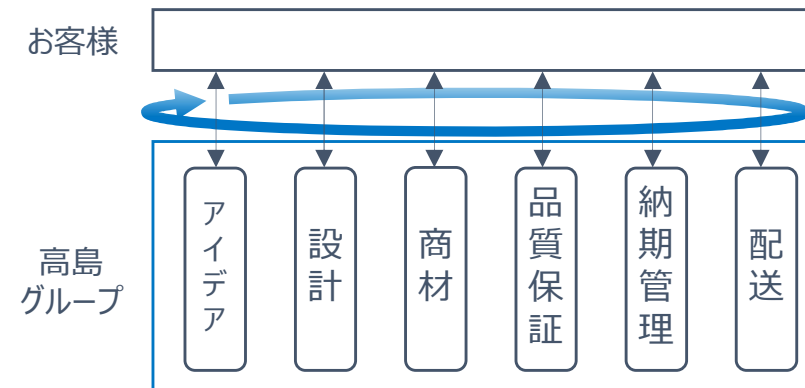 お客様
高島
グループ
アイデア
設計
商材
品質保証
納期管理
配送